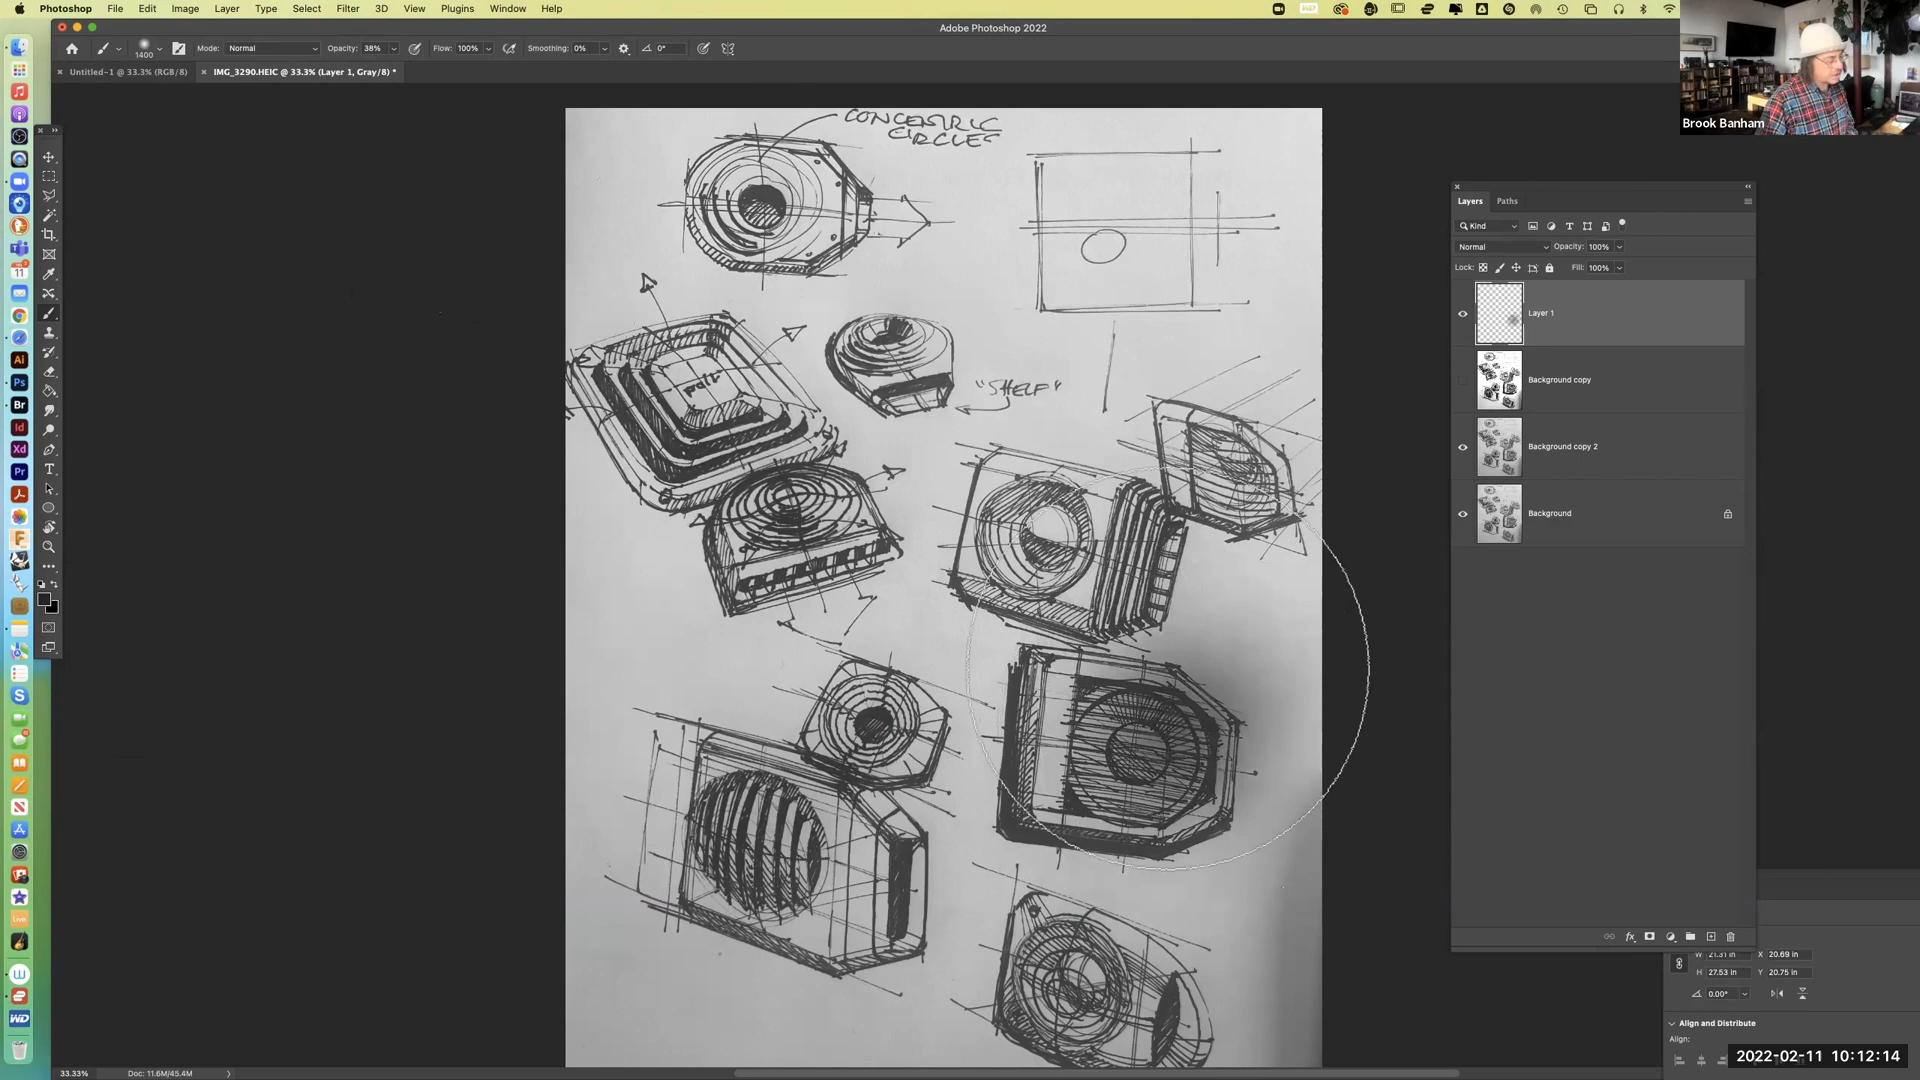 Photoshop File Edit Image Layer Type Select Filter 3D View Plugins Window Help
Adobe Photoshop 2022
1400 Mode: Normal Opacity: 38% Flow: 100% Smoothing: 0% 0°
Untitled-1 @ 33.3% (RGB/8) IMG_3290.HEIC @ 33.3% (Layer 1, Gray/8) *
Brook Banham
CONCENTRIC
CIRCLES
"SHELF"
Layers Paths
Kind
Normal Opacity: 100%
Lock: Fill: 100%
Layer 1
Background copy
Background copy 2
Background
W 21.31 in X 20.69 in
H 27.53 in Y 20.75 in
0.00°
Align and Distribute
Align:
2022-02-11 10:12:14
33.33% Doc: 11.6M/45.4M